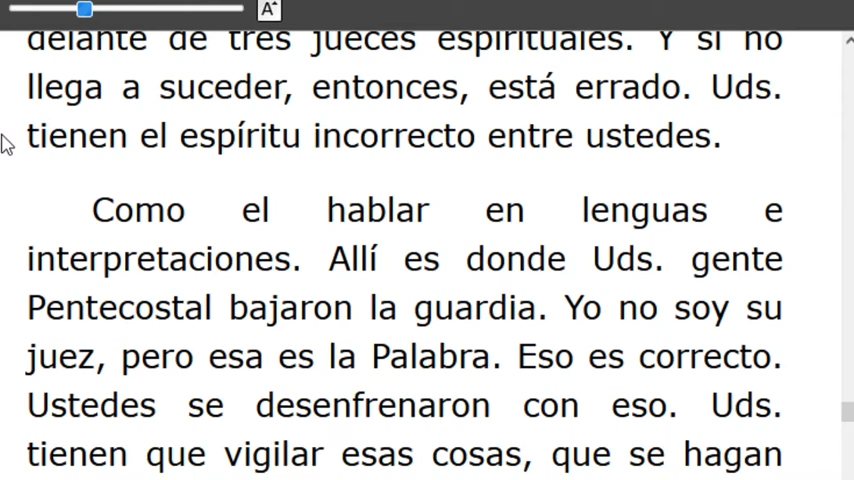 A
delante de tres jueces espirituales. Y si no
llega a suceder, entonces, está errado. Uds.
tienen el espíritu incorrecto entre ustedes.
Como el hablar en lenguas e
interpretaciones. Allí es donde Uds. gente
Pentecostal bajaron la guardia. Yo no soy su
juez, pero esa es la Palabra. Eso es correcto.
Ustedes se desenfrenaron con eso. Uds.
tienen que vigilar esas cosas, que se hagan